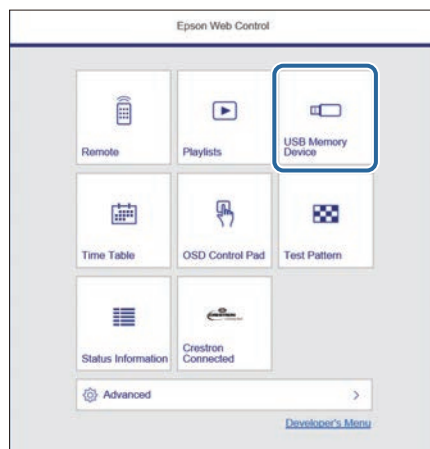 Epson Web Control
Remote
Playlists
USB Memory
Device
Time Table
OSD Control Pad
Test Pattern
Status Information
CRESTRON
Crestron
Connected
Advanced
Developer's Menu